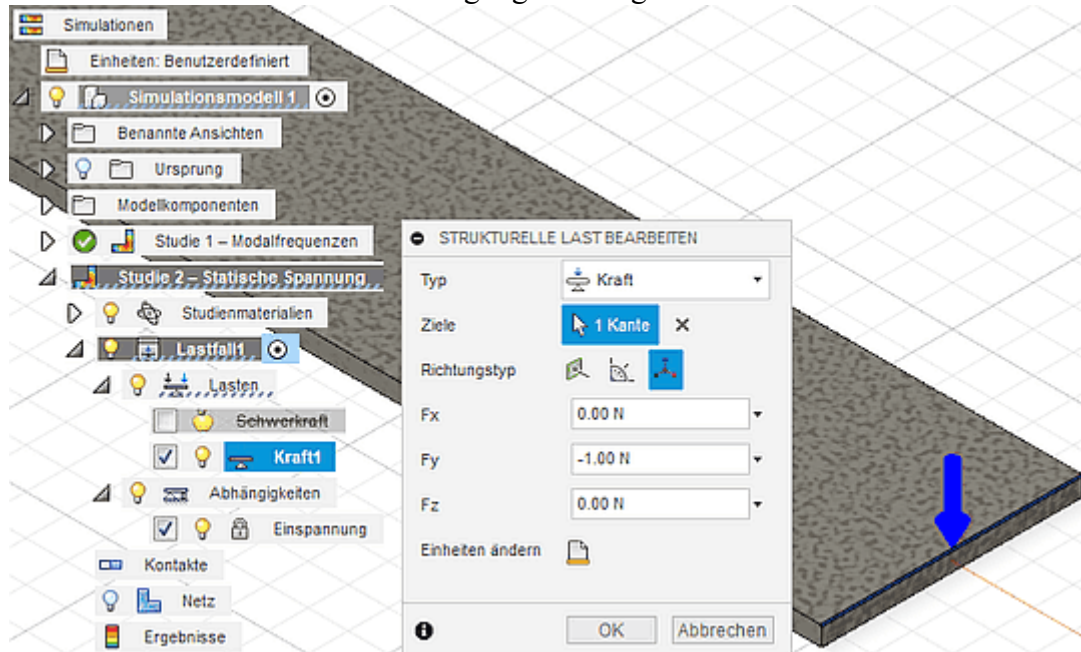 Simulationen
Einheiten: Benutzerdefiniert
Simulationsmodell 1
Benannte Ansichten
Ursprung
Modellkomponenten
Studie 1 – Modalfrequenzen
Studie 2 – Statische Spannung
Studienmaterialien
Lastfall1
Lasten
Schwerkraft
Kraft1
Abhängigkeiten
Einspannung
Kontakte
Netz
Ergebnisse
STRUKTURELLE LAST BEARBEITEN
Typ Kraft
Ziele 1 Kante
Richtungstyp
Fx 0.00 N
Fy -1.00 N
Fz 0.00 N
Einheiten ändern
OK Abbrechen